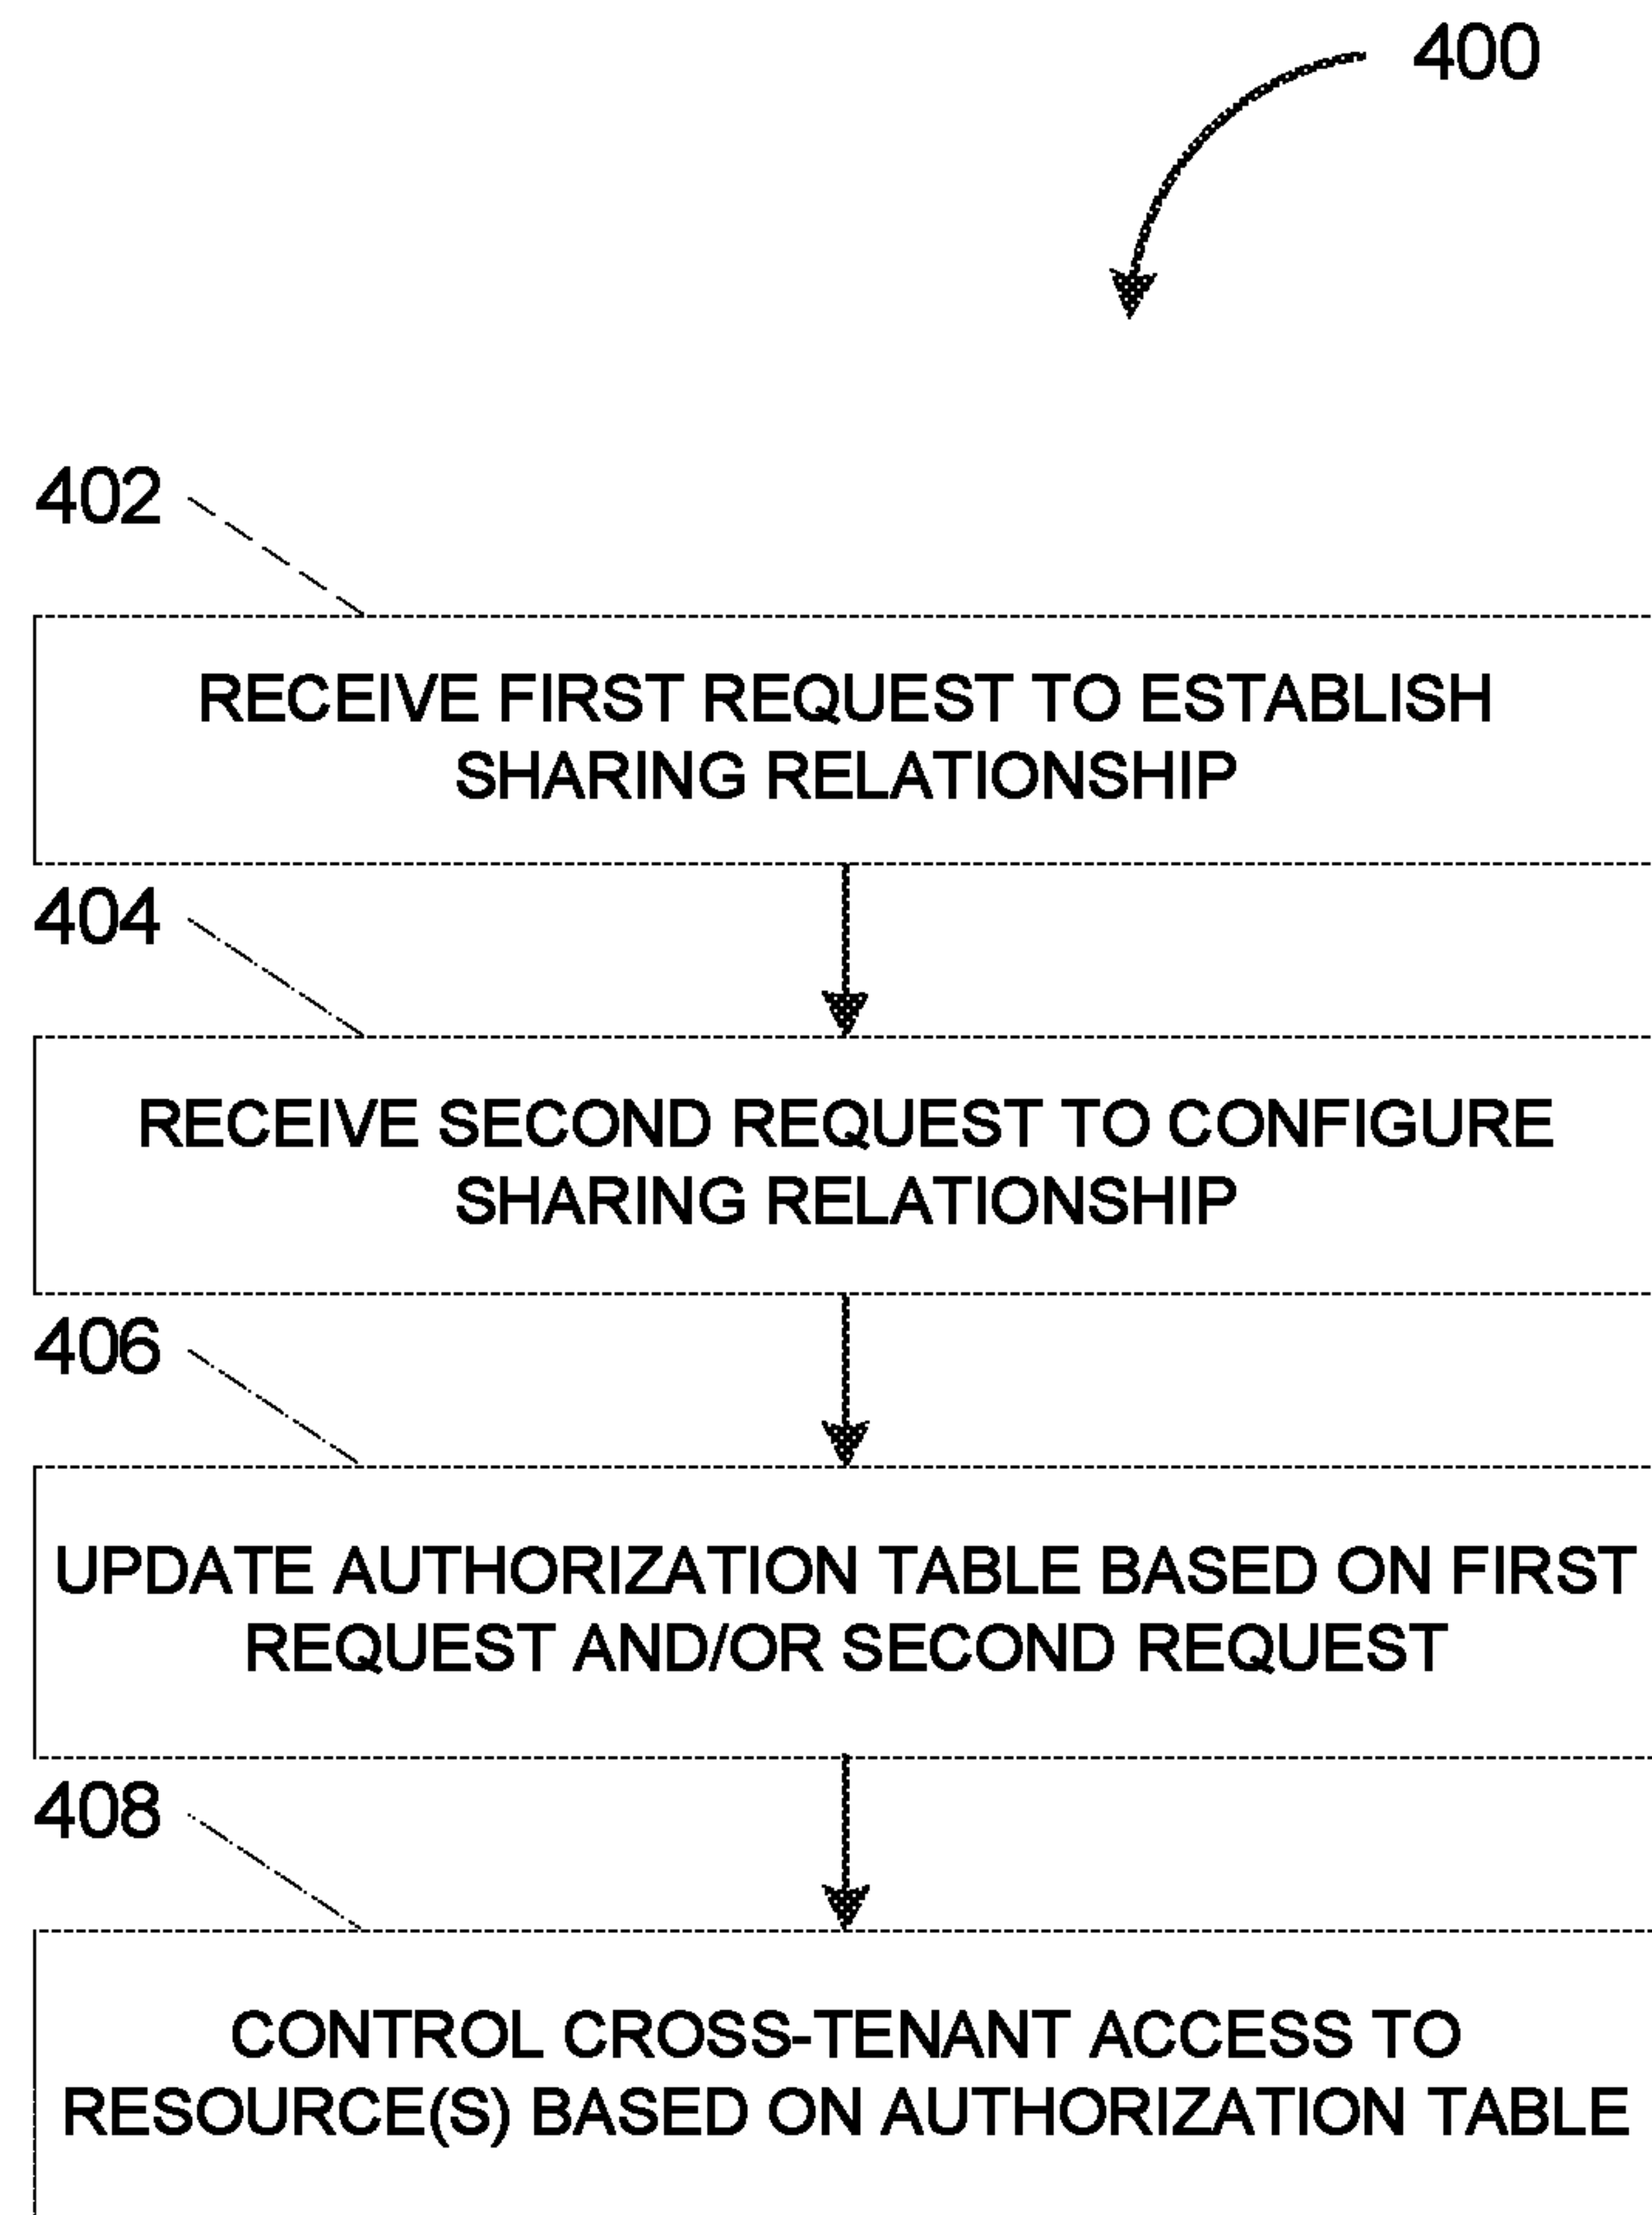 400
402
RECEIVE FIRST REQUEST TO ESTABLISH
SHARING RELATIONSHIP
404
RECEIVE SECOND REQUEST TO CONFIGURE
SHARING RELATIONSHIP
406
UPDATE AUTHORIZATION TABLE BASED ON FIRST
REQUEST AND/OR SECOND REQUEST
408
CONTROL CROSS-TENANT ACCESS TO
RESOURCE(S) BASED ON AUTHORIZATION TABLE